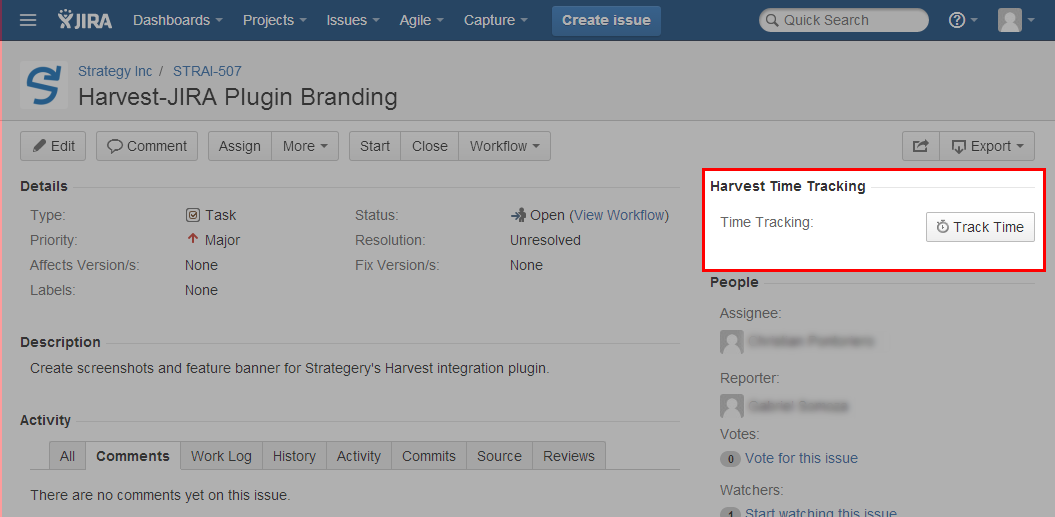 JIRA Dashboards Projects Issues Agile Capture Create issue Quick Search ?
Strategy Inc / STRAI-507
Harvest-JIRA Plugin Branding
Edit Comment Assign More Start Close Workflow Export
Details
Type: Task Status: Open (View Workflow)
Priority: Major Resolution: Unresolved
Affects Version/s: None Fix Version/s: None
Labels: None
Description
Create screenshots and feature banner for Strategery's Harvest integration plugin.
Activity
All Comments Work Log History Activity Commits Source Reviews
There are no comments yet on this issue.
Harvest Time Tracking
Time Tracking: Track Time
People
Assignee:
Reporter:
Votes:
0 Vote for this issue
Watchers:
1 Start watching this issue